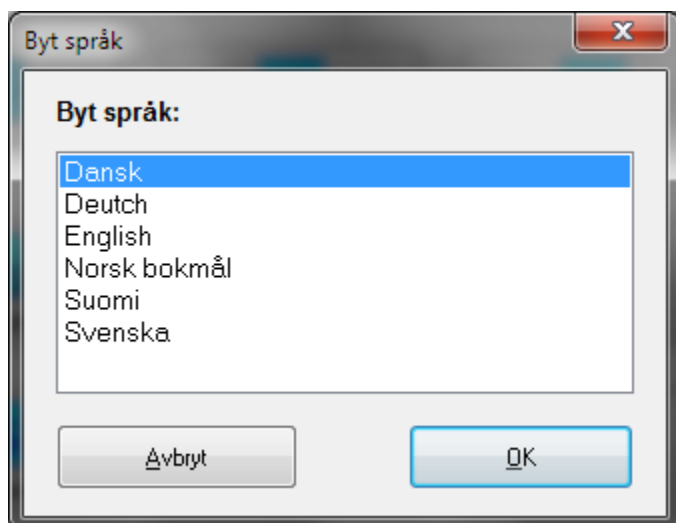 Byt språk
Byt språk:
Dansk
Deutch
English
Norsk bokmål
Suomi
Svenska
Avbryt
OK